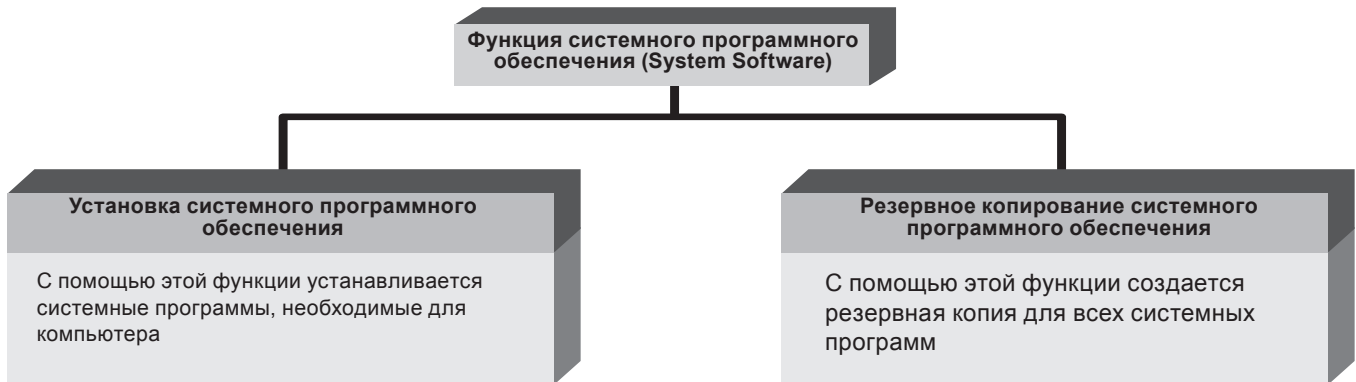 Функция системного программного
обеспечения (System Software)
Установка системного программного
обеспечения
С помощью этой функции устанавливается
системные программы, необходимые для
компьютера
Резервное копирование системного
программного обеспечения
С помощью этой функции создается
резервная копия для всех системных
программ